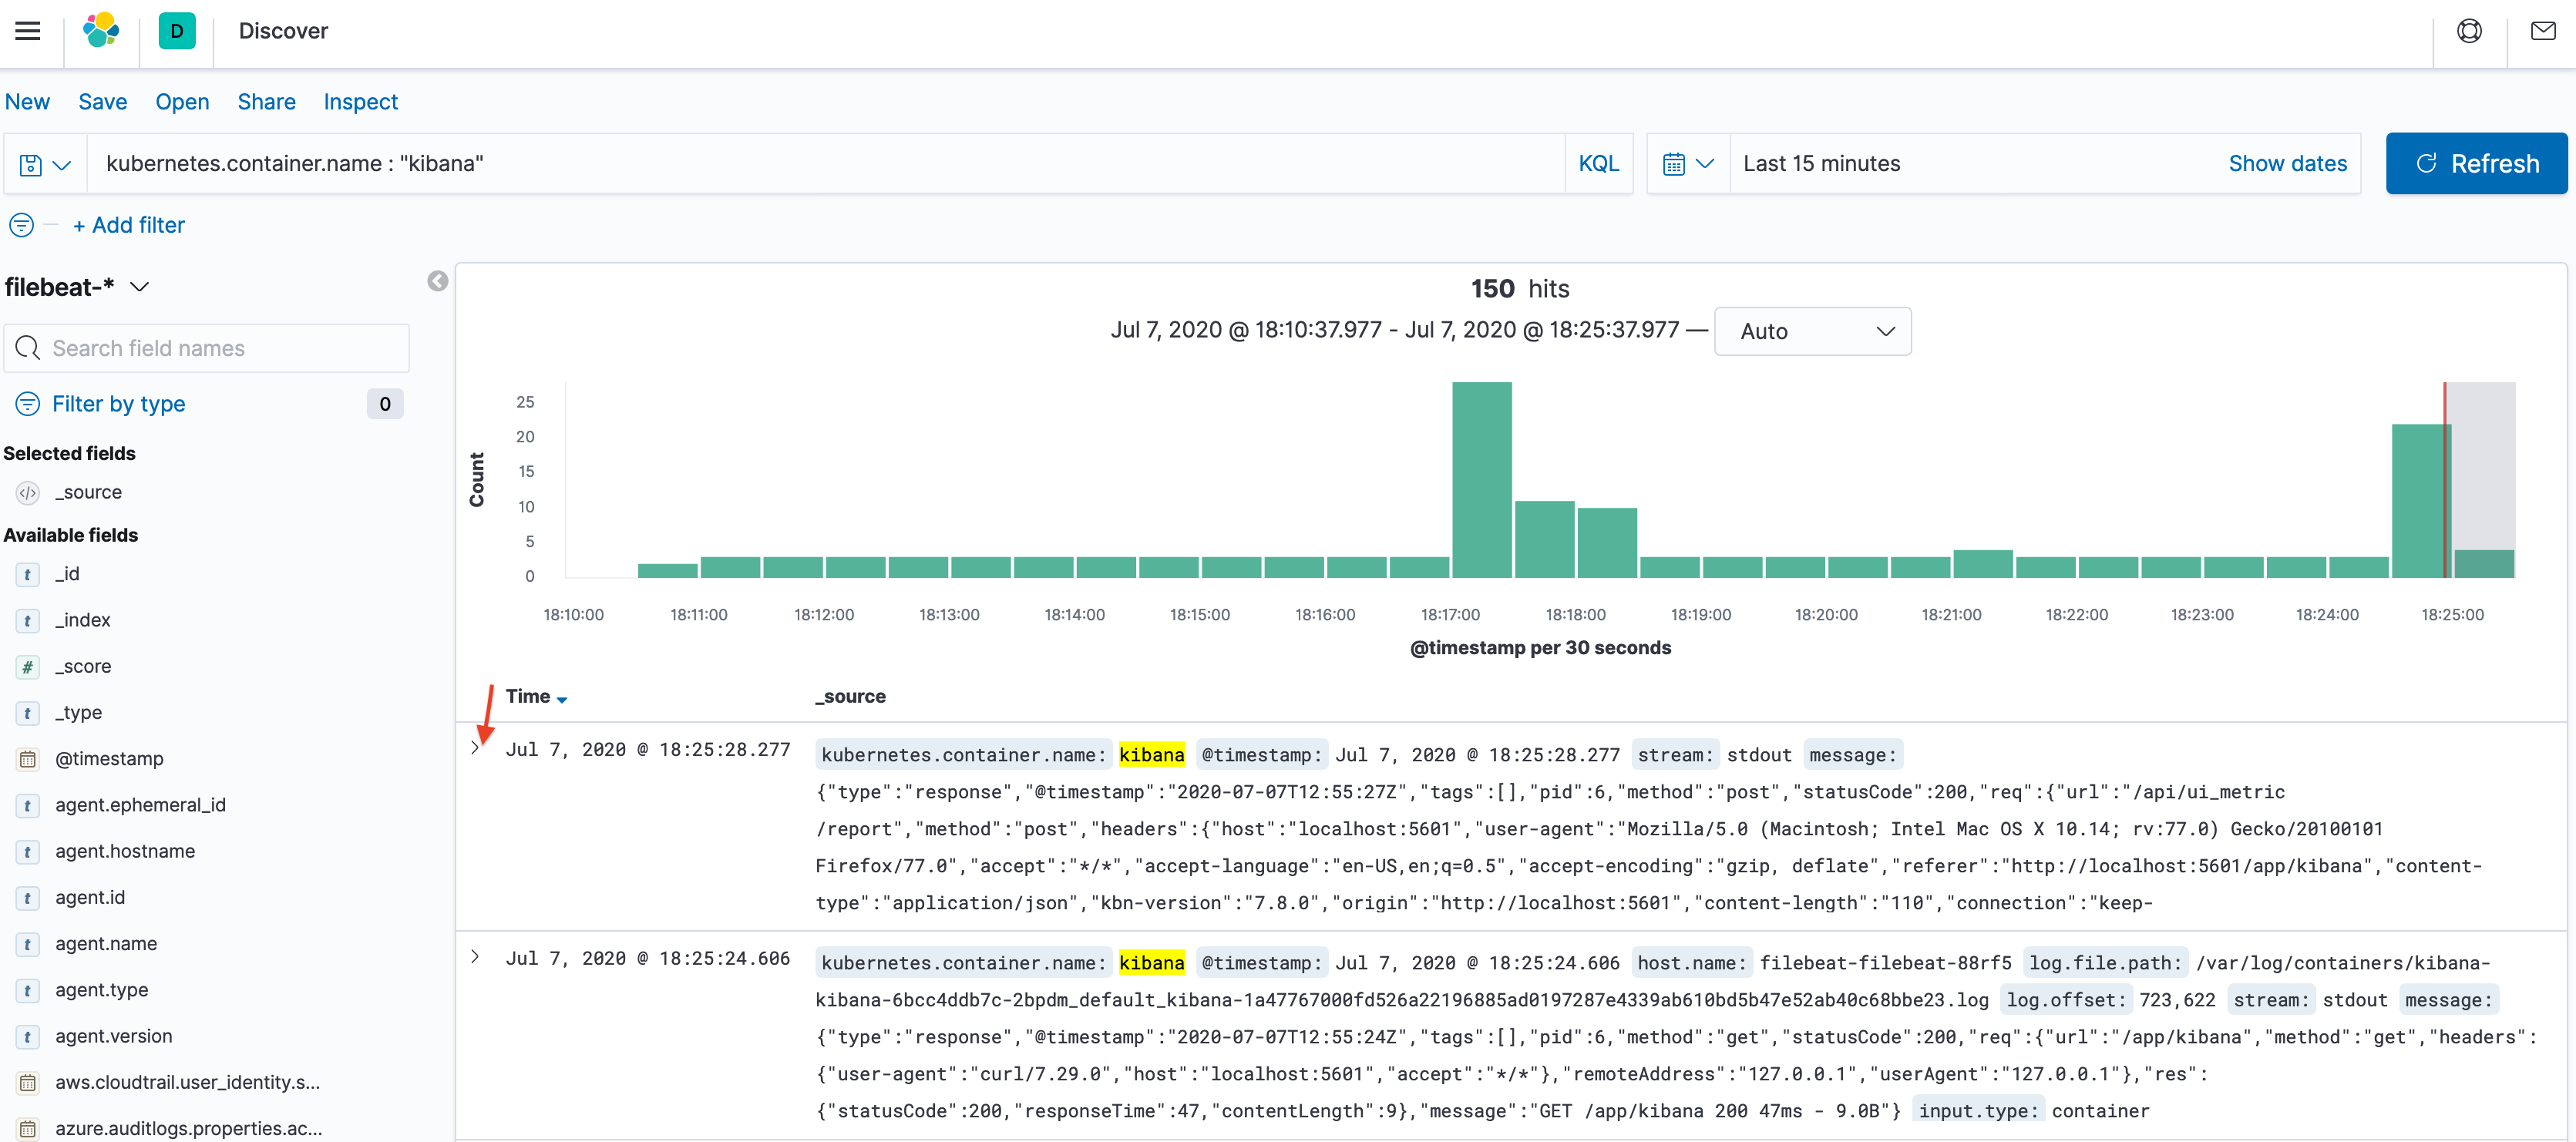 D
Discover
New Save Open Share Inspect
kubernetes.container.name : "kibana"
KQL
Last 15 minutes
Show dates
Refresh
+ Add filter
filebeat-*
Search field names
Filter by type
0
Selected fields
_source
Available fields
t _id
t _index
# _score
t _type
@timestamp
t agent.ephemeral_id
t agent.hostname
t agent.id
t agent.name
t agent.type
t agent.version
aws.cloudtrail.user_identity.s...
azure.auditlogs.properties.ac...
150 hits
Jul 7, 2020 @ 18:10:37.977 - Jul 7, 2020 @ 18:25:37.977 —
Auto
Count
25
20
15
10
5
0
18:10:00 18:11:00 18:12:00 18:13:00 18:14:00 18:15:00 18:16:00 18:17:00 18:18:00 18:19:00 18:20:00 18:21:00 18:22:00 18:23:00 18:24:00 18:25:00
@timestamp per 30 seconds
Time _source
Jul 7, 2020 @ 18:25:28.277
kubernetes.container.name: kibana @timestamp: Jul 7, 2020 @ 18:25:28.277 stream: stdout message:
{"type":"response","@timestamp":"2020-07-07T12:55:27Z","tags":[],"pid":6,"method":"post","statusCode":200,"req":{"url":"/api/ui_metric
/report","method":"post","headers":{"host":"localhost:5601","user-agent":"Mozilla/5.0 (Macintosh; Intel Mac OS X 10.14; rv:77.0) Gecko/20100101
Firefox/77.0","accept":"*/*","accept-language":"en-US,en;q=0.5","accept-encoding":"gzip, deflate","referer":"http://localhost:5601/app/kibana","content-
type":"application/json","kbn-version":"7.8.0","origin":"http://localhost:5601","content-length":"110","connection":"keep-
Jul 7, 2020 @ 18:25:24.606
kubernetes.container.name: kibana @timestamp: Jul 7, 2020 @ 18:25:24.606 host.name: filebeat-filebeat-88rf5 log.file.path: /var/log/containers/kibana-
kibana-6bcc4ddb7c-2bpdm_default_kibana-1a47767000fd526a22196885ad0197287e4339ab610bd5b47e52ab40c68bbe23.log log.offset: 723,622 stream: stdout message:
{"type":"response","@timestamp":"2020-07-07T12:55:24Z","tags":[],"pid":6,"method":"get","statusCode":200,"req":{"url":"/app/kibana","method":"get","headers":
{"user-agent":"curl/7.29.0","host":"localhost:5601","accept":"*/*"},"remoteAddress":"127.0.0.1","userAgent":"127.0.0.1"},"res":
{"statusCode":200,"responseTime":47,"contentLength":9},"message":"GET /app/kibana 200 47ms - 9.0B"} input.type: container